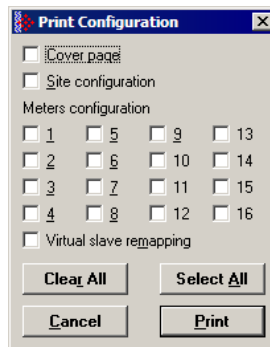 Print Configuration
Cover page
Site configuration
Meters configuration
1 5 9 13
2 6 10 14
3 7 11 15
4 8 12 16
Virtual slave remapping
Clear All Select All
Cancel Print